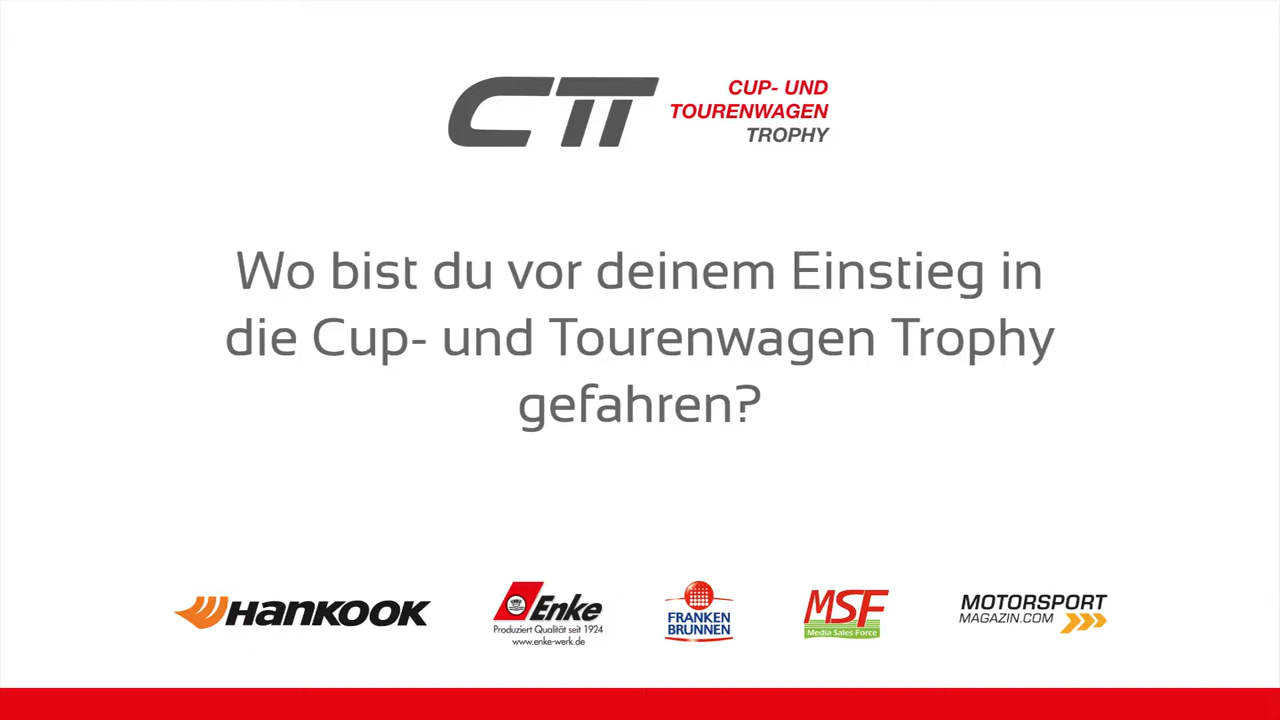 CTT
CUP- UND
TOURENWAGEN
TROPHY
Wo bist du vor deinem Einstieg in
die Cup- und Tourenwagen Trophy
gefahren?
HANKOOK
Enke
Produziert Qualität seit 1924
www.enke-werk.de
FRANKEN
BRUNNEN
MSF
Media Sales Force
MOTORSPORT
MAGAZIN.COM